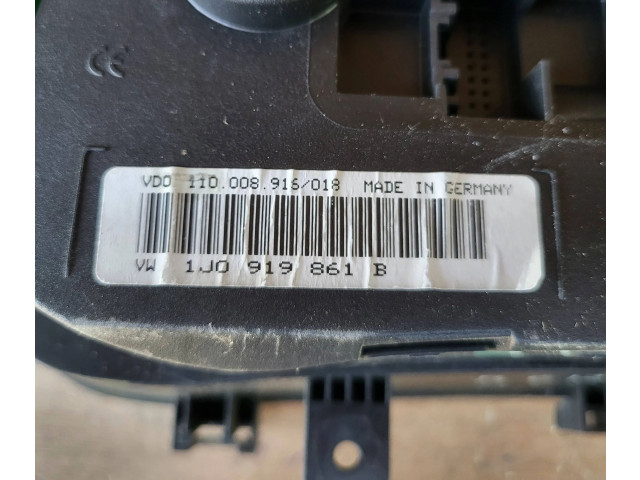 CE
VDO 110.008.916/018 MADE IN GERMANY
VW 1J0 919 861 B